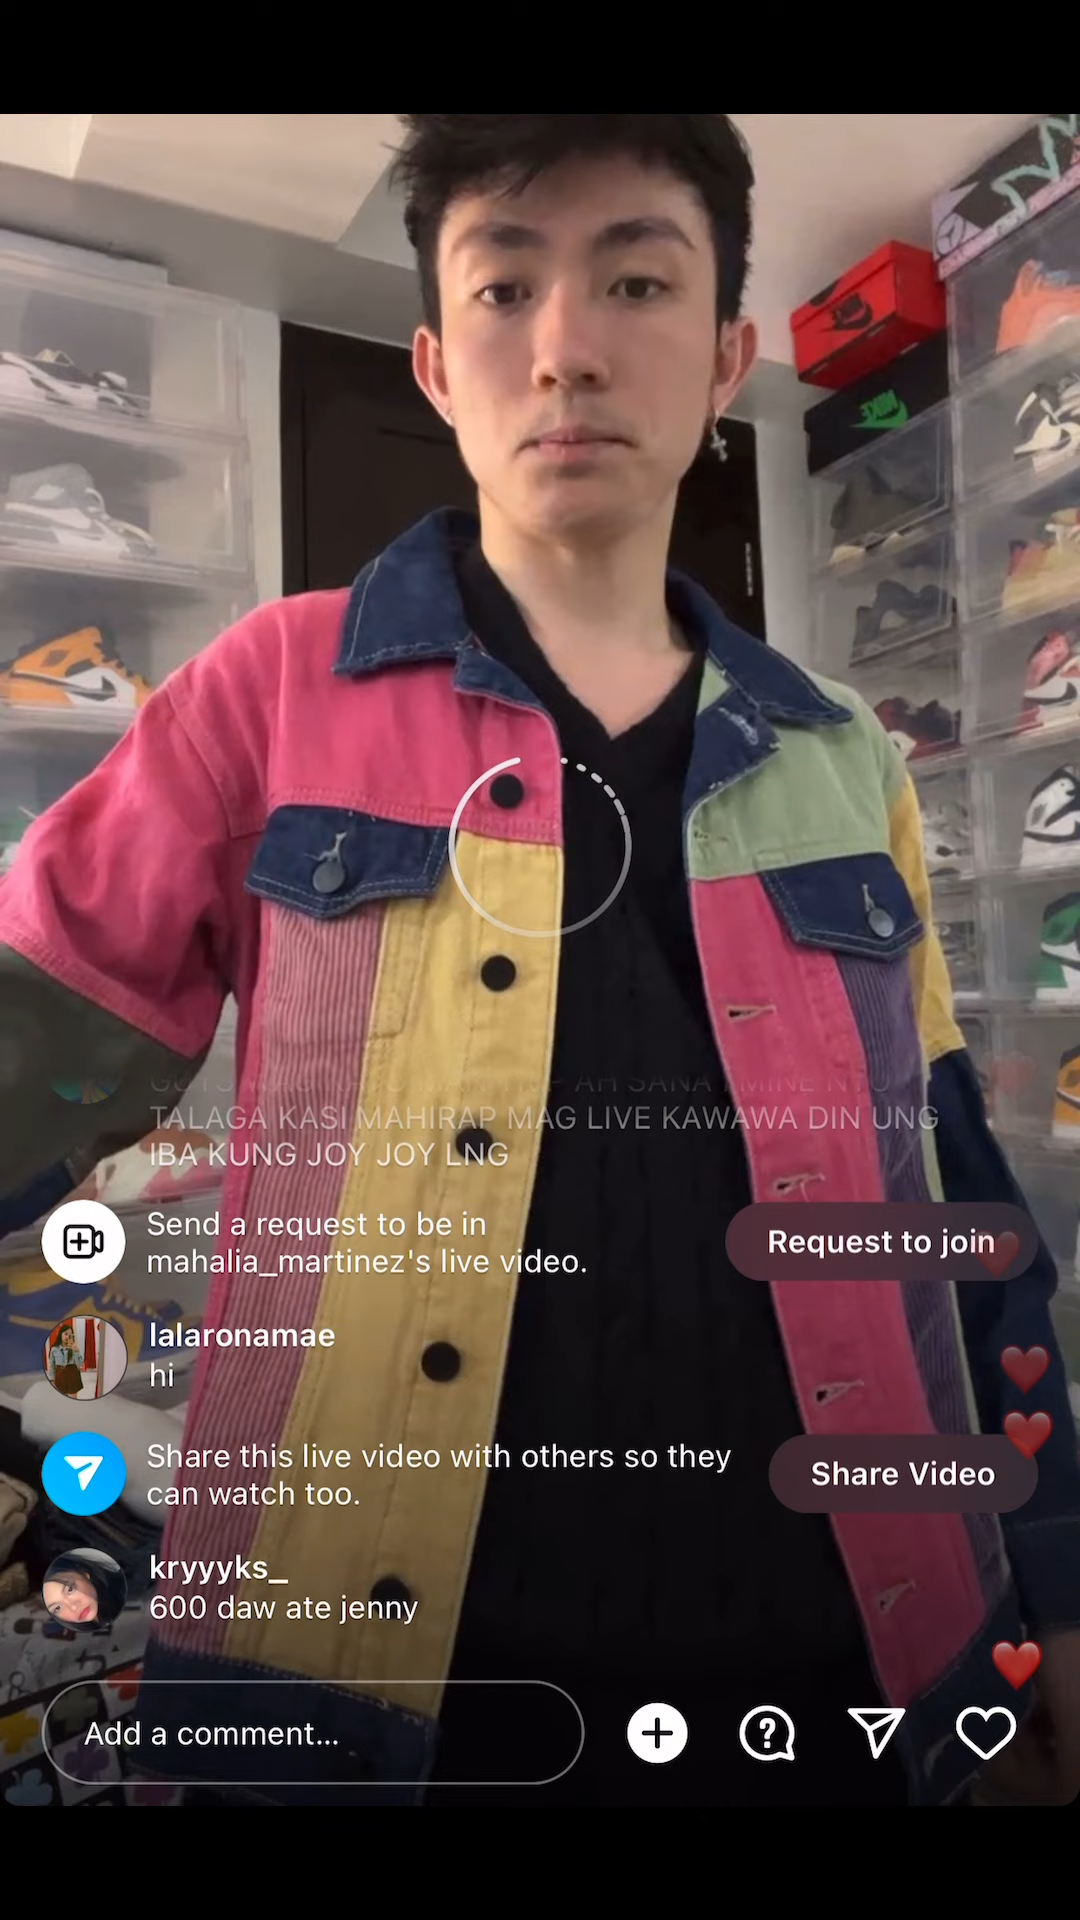 NIKE
TALAGA KASI MAHIRAP MAG LIVE KAWAWA DIN UNG
IBA KUNG JOY JOY LNG
Send a request to be in
mahalia_martinez's live video.
Request to join
lalaronamae
hi
Share this live video with others so they
can watch too.
Share Video
kryyyks_
600 daw ate jenny
Add a comment...